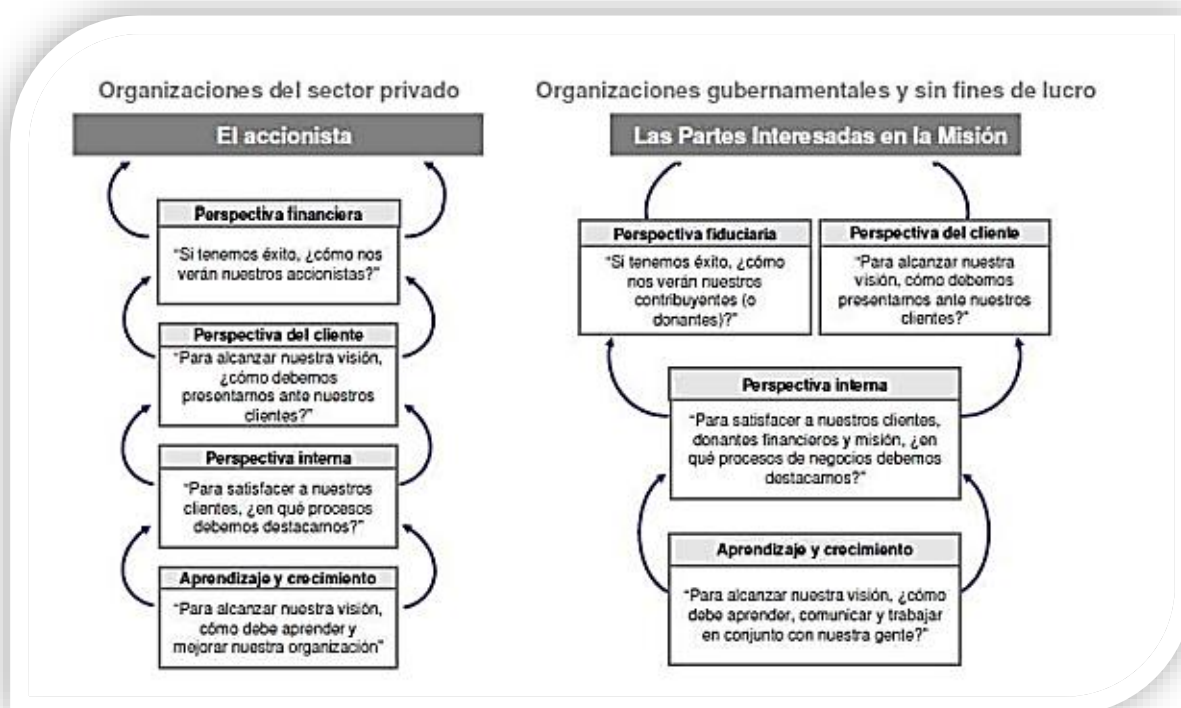 Organizaciones del sector privado
El accionista
Perspectiva financiera
"Si tenemos éxito, ¿cómo nos
verán nuestros accionistas?"
Perspectiva del cliente
"Para alcanzar nuestra visión,
¿cómo debemos
presentarnos ante nuestros
clientes?"
Perspectiva interna
"Para satisfacer a nuestros
clientes, ¿en qué procesos
debemos destacarnos?"
Aprendizaje y crecimiento
"Para alcanzar nuestra visión,
cómo debe aprender y
mejorar nuestra organización"
Organizaciones gubernamentales y sin fines de lucro
Las Partes Interesadas en la Misión
Perspectiva fiduciaria
"Si tenemos éxito, ¿cómo
nos verán nuestros
contribuyentes (o
donantes)?"
Perspectiva del cliente
"Para alcanzar nuestra
visión, cómo debemos
presentarnos ante nuestros
clientes?"
Perspectiva interna
"Para satisfacer a nuestros clientes,
donantes financieros y misión, ¿en
qué procesos de negocios debemos
destacarnos?"
Aprendizaje y crecimiento
"Para alcanzar nuestra visión, ¿cómo
debe aprender, comunicar y trabajar
en conjunto con nuestra gente?"